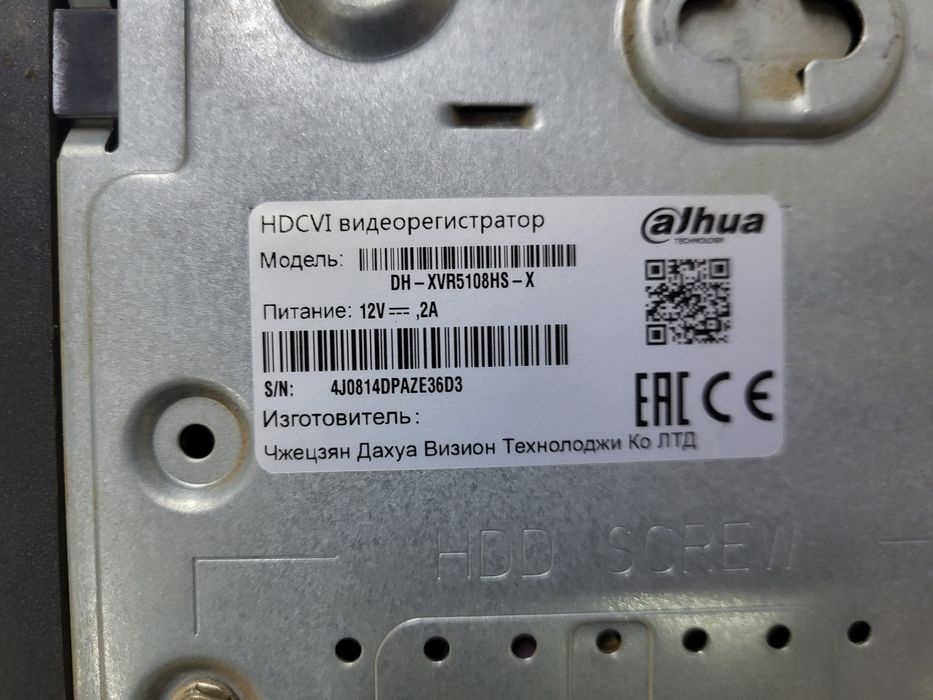 HDCVI видеорегистратор
alhua
TECHNOLOGY
Модель:
DH-XVR5108HS-X
Питание: 12V⎓,2A
S/N: 4J0814DPAZE36D3
Изготовитель:
EAC CE
Чжецзян Дахуа Визион Технолоджи Ко ЛТД
HDD SCREW